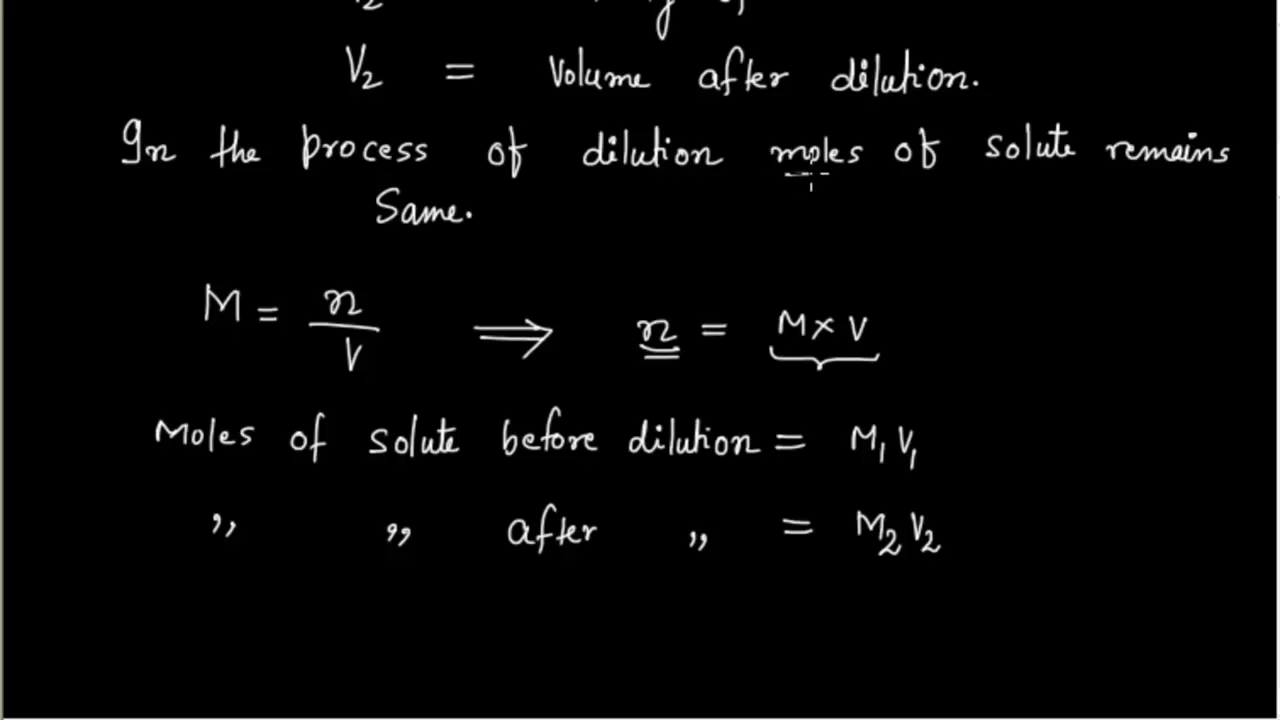 V₂ = Volume after dilution.
In the process of dilution moles of solute remains
Same.
M = n/V ⟹ n = M × V
Moles of solute before dilution = M₁V₁
,, ,, after ,, = M₂V₂